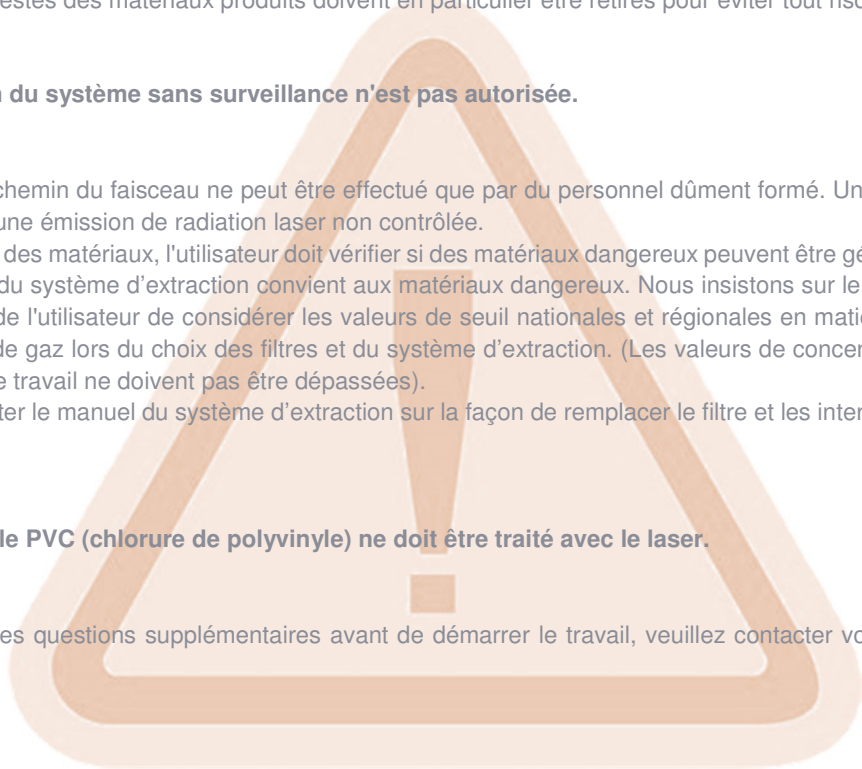 estes des matériaux produits doivent en particulier être retirés pour éviter tout
du système sans surveillance n'est pas autorisée.
chemin du faisceau ne peut être effectué que par du personnel dûment formé. Un
une émission de radiation laser non contrôlée.
des matériaux, l'utilisateur doit vérifier si des matériaux dangereux peuvent être gé
du système d’extraction convient aux matériaux dangereux. Nous insistons sur le
de l'utilisateur de considérer les valeurs de seuil nationales et régionales en mati
de gaz lors du choix des filtres et du système d’extraction. (Les valeurs de concen
e travail ne doivent pas être dépassées).
ter le manuel du système d’extraction sur la façon de remplacer le filtre et les inter
le PVC (chlorure de polyvinyle) ne doit être traité avec le laser.
es questions supplémentaires avant de démarrer le travail, veuillez contacter vo